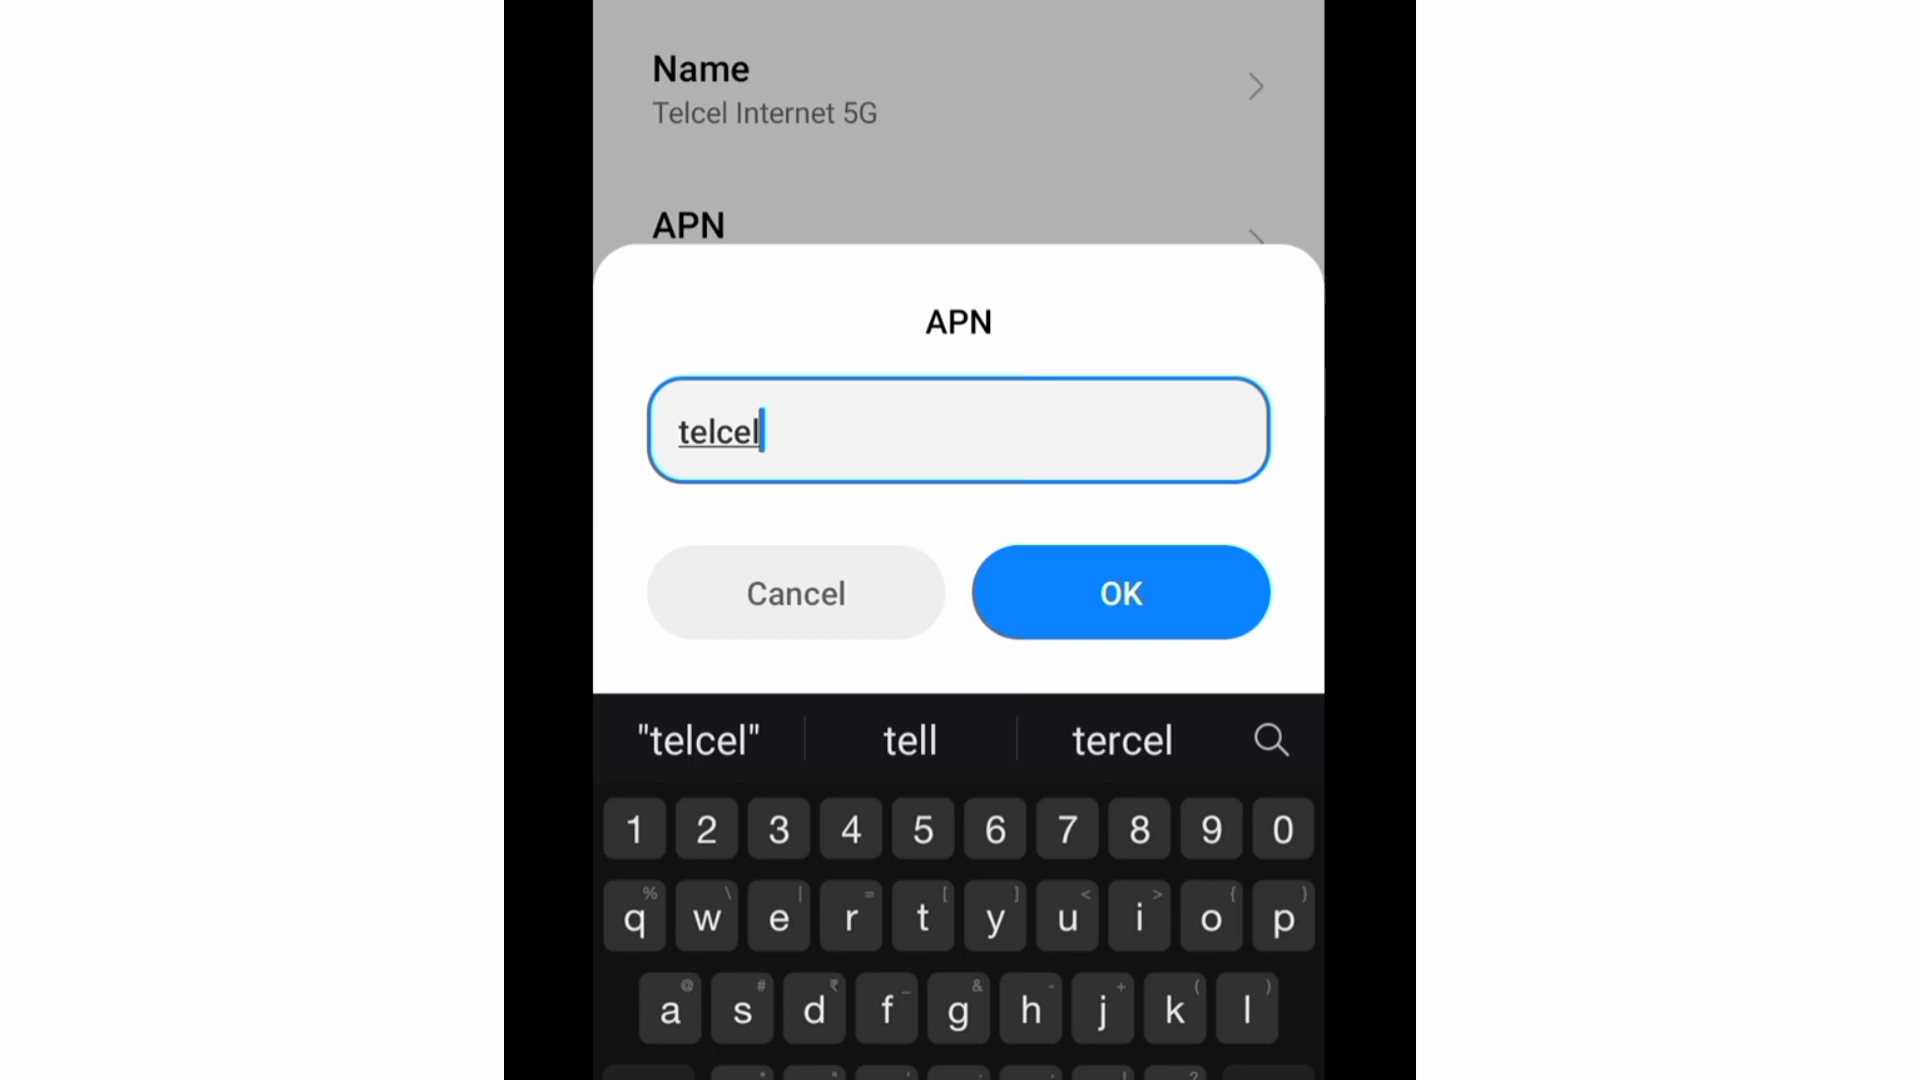 Name
Telcel Internet 5G
APN
APN
telcel
Cancel OK
"telcel" tell tercel
1 2 3 4 5 6 7 8 9 0
% \ | = [ ] < > { }
q w e r t y u i o p
@ # ₹ _ & - + ( )
a s d f g h j k l